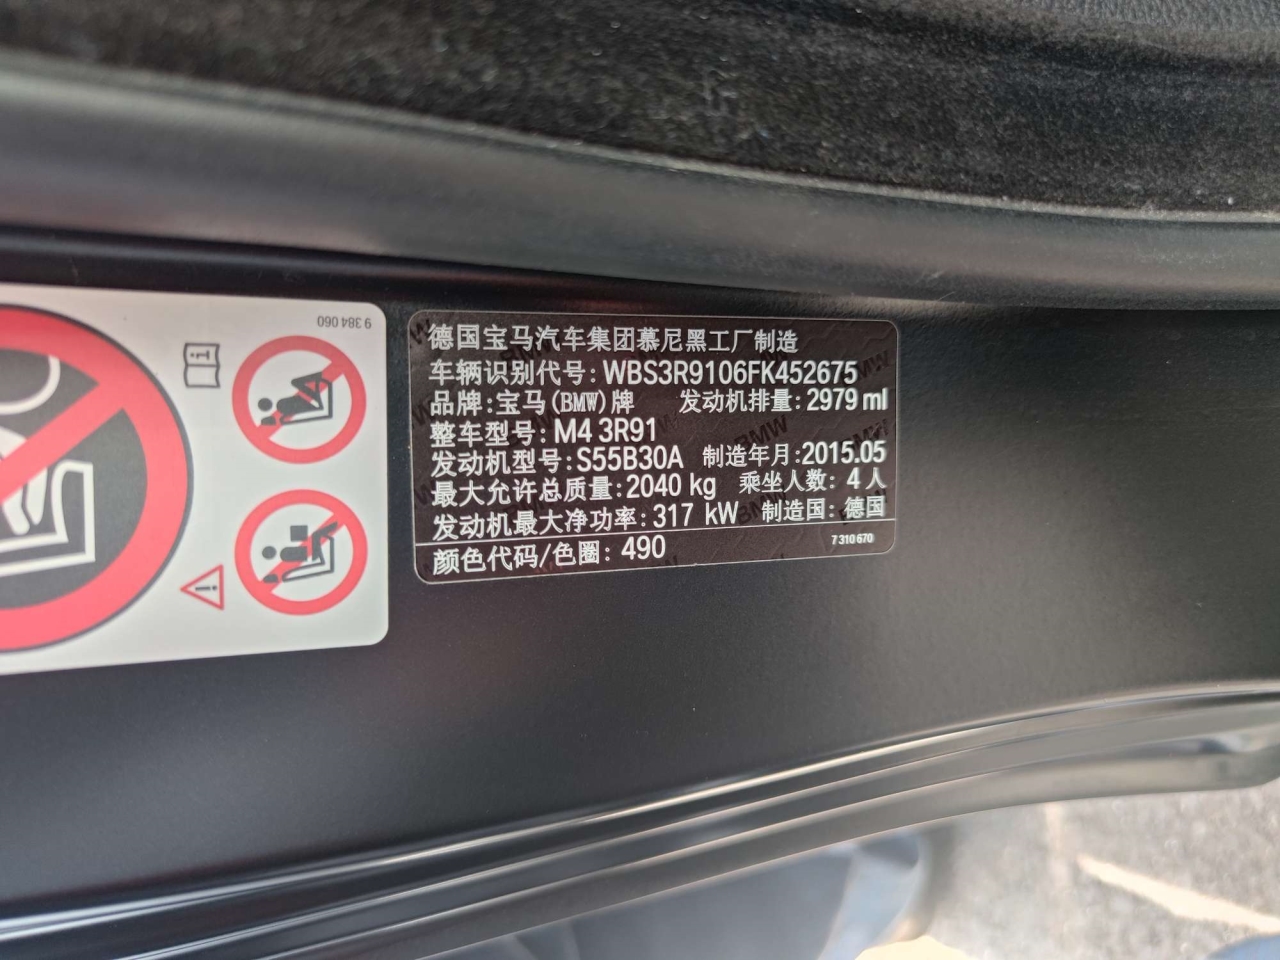 9 384 060
德国宝马汽车集团慕尼黑工厂制造
车辆识别代号: WBS3R9106FK452675
品牌: 宝马(BMW)牌 发动机排量: 2979 ml
整车型号: M4 3R91
发动机型号: S55B30A 制造年月: 2015.05
最大允许总质量: 2040 kg 乘坐人数: 4 人
发动机最大净功率: 317 kW 制造国: 德国
颜色代码/色圈: 490
7 310 670